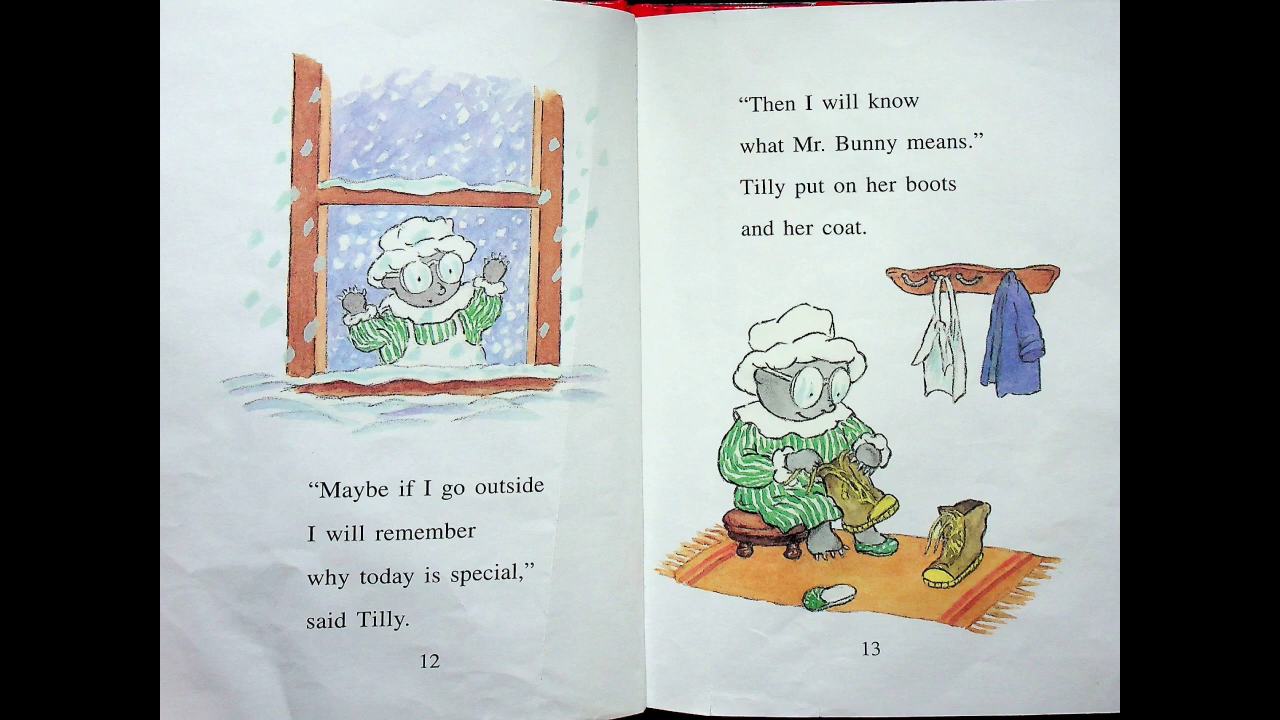 “Maybe if I go outside
I will remember
why today is special,”
said Tilly.
12
“Then I will know
what Mr. Bunny means.”
Tilly put on her boots
and her coat.
13